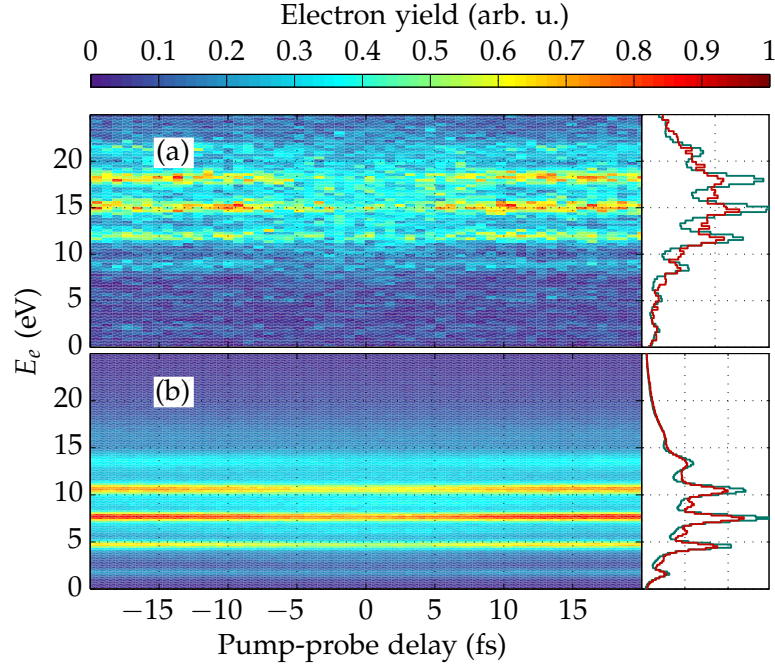 Electron yield (arb. u.)
0 0.1 0.2 0.3 0.4 0.5 0.6 0.7 0.8 0.9 1
(a)
20
15
10
5
0
E_e (eV)
(b)
20
15
10
5
0
−15 −10 −5 0 5 10 15
Pump-probe delay (fs)